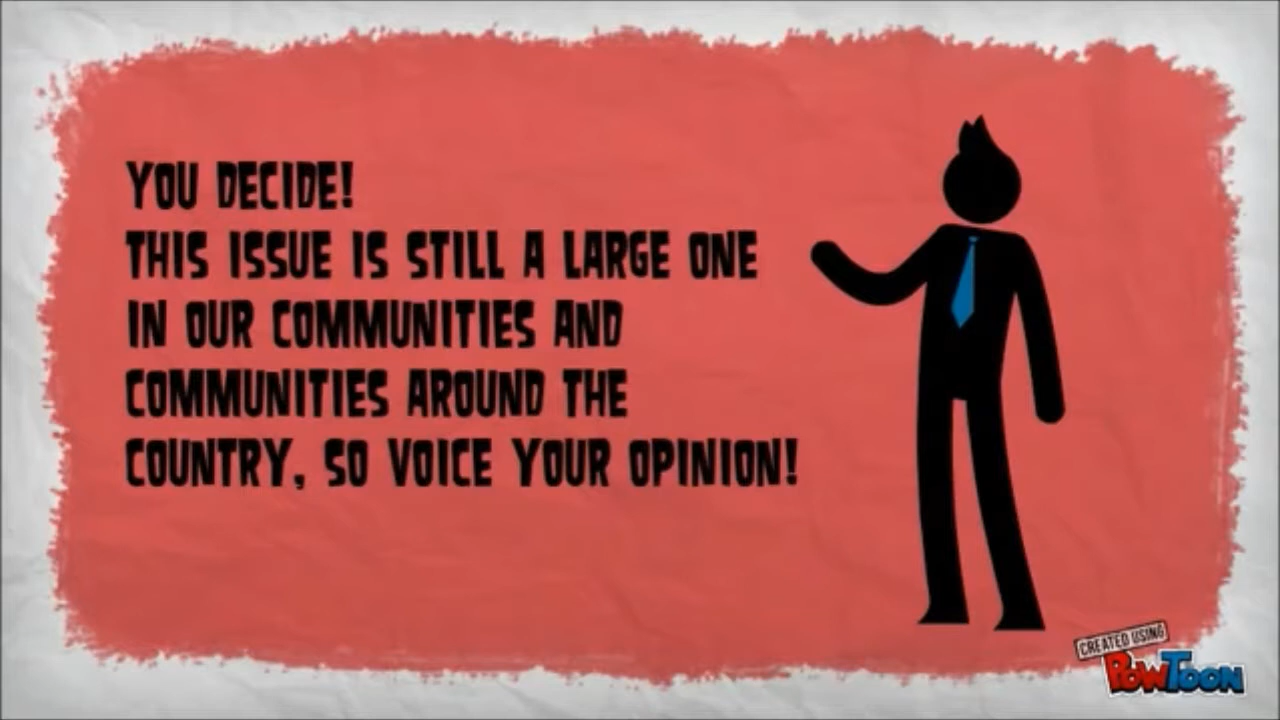 YOU DECIDE!
THIS ISSUE IS STILL A LARGE ONE
IN OUR COMMUNITIES AND
COMMUNITIES AROUND THE
COUNTRY, SO VOICE YOUR OPINION!
CREATED USING
POWTOON